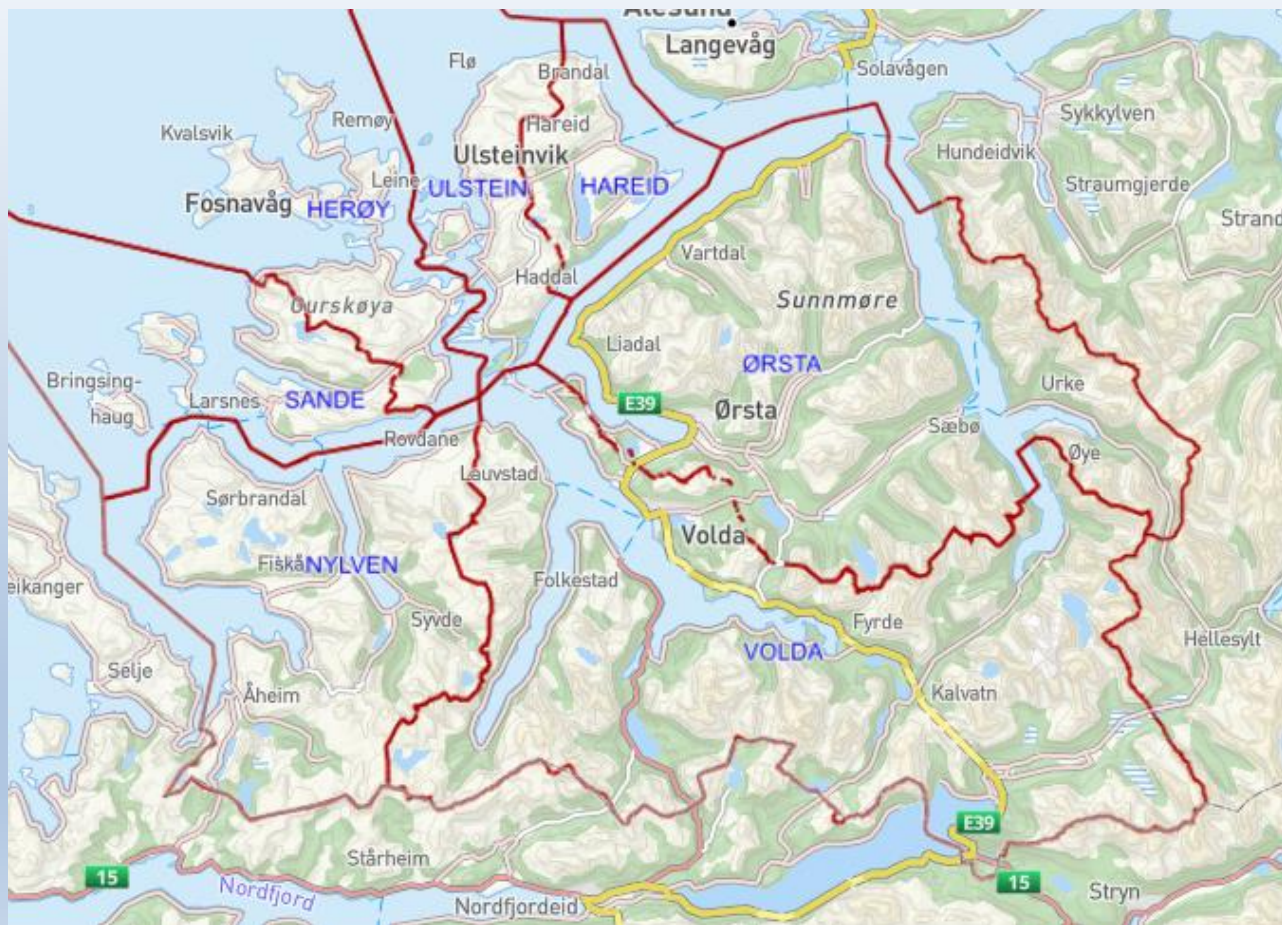 Ålesund
Langevåg
Flø
Brandal
Solavågen
Remøy
Kvalsvik
Hareid
Sykkylven
Ulsteinvik
Hundeidvik
Leine
ULSTEIN
HAREID
Straumgjerde
Fosnavåg
HERØY
Strand
Vartdal
Haddal
Gurskøya
Sunnmøre
Liadal
ØRSTA
Bringsing-
haug
Larsnes
SANDE
E39
Ørsta
Urke
Sæbø
Rovdane
Øye
Lauvstad
Sørbrandal
Volda
Fiskå
NYLVEN
Folkestad
eikanger
Syvde
Fyrde
Hellesylt
VOLDA
Selje
Åheim
Kalvatn
E39
Stårheim
15
15
Stryn
Nordfjord
Nordfjordeid